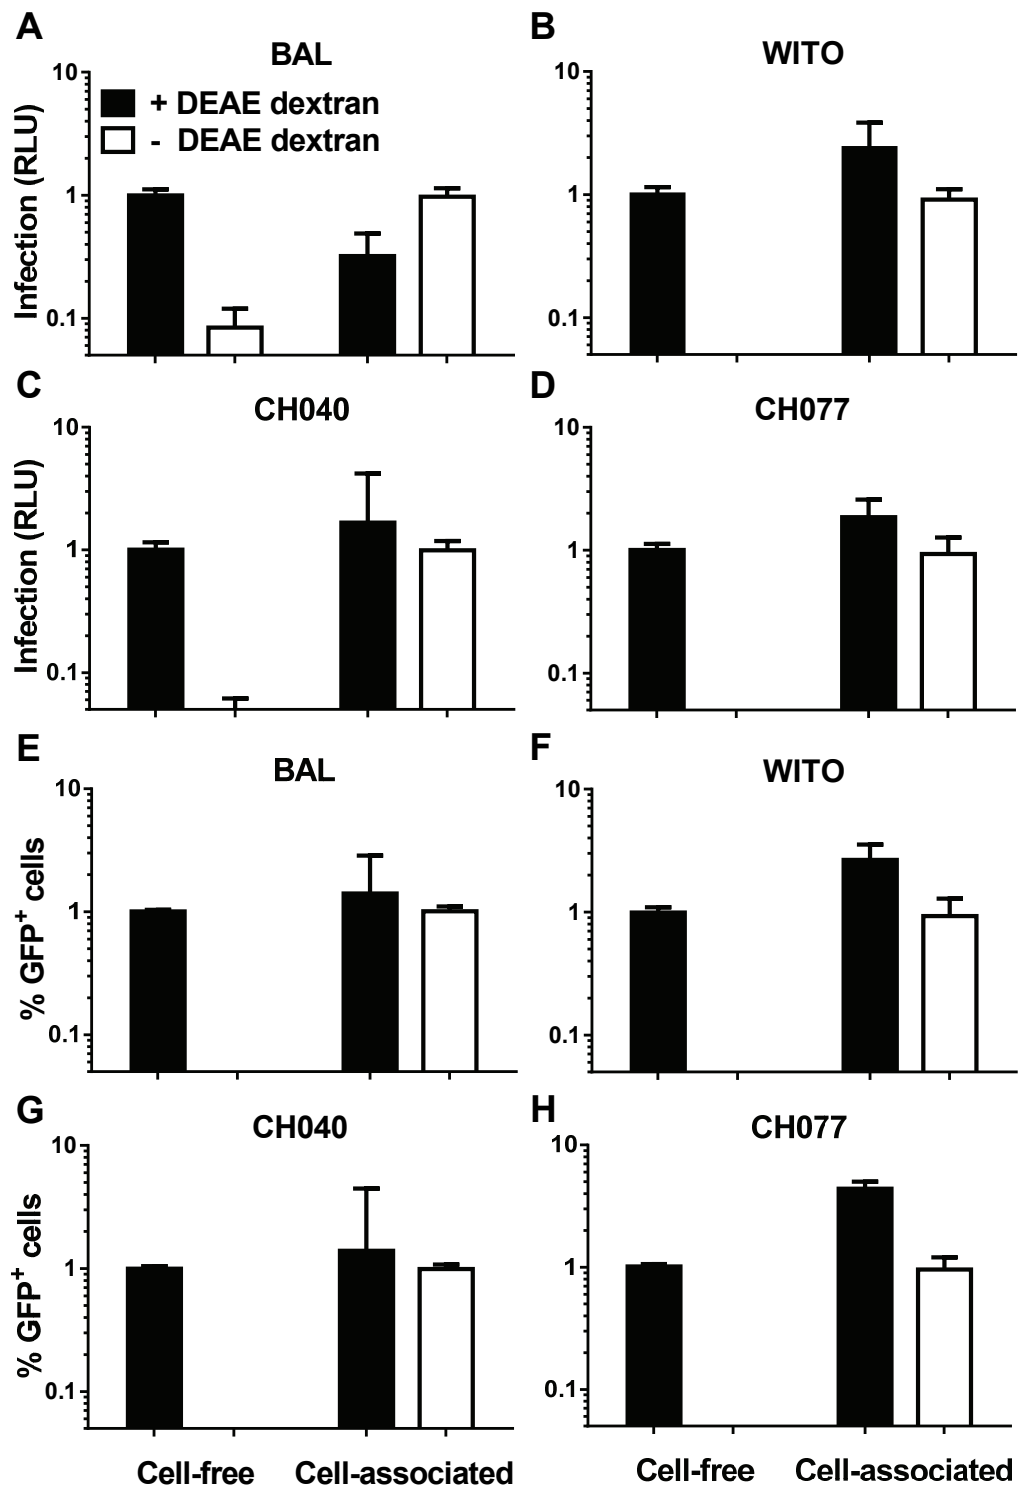 A
BAL
10
1
0.1
Infection (RLU)
+ DEAE dextran
- DEAE dextran
B
WITO
10
1
0.1
C
CH040
10
1
0.1
Infection (RLU)
D
CH077
10
1
0.1
E
BAL
10
1
0.1
% GFP⁺ cells
F
WITO
10
1
0.1
G
CH040
10
1
0.1
% GFP⁺ cells
Cell-free Cell-associated
H
CH077
10
1
0.1
Cell-free Cell-associated